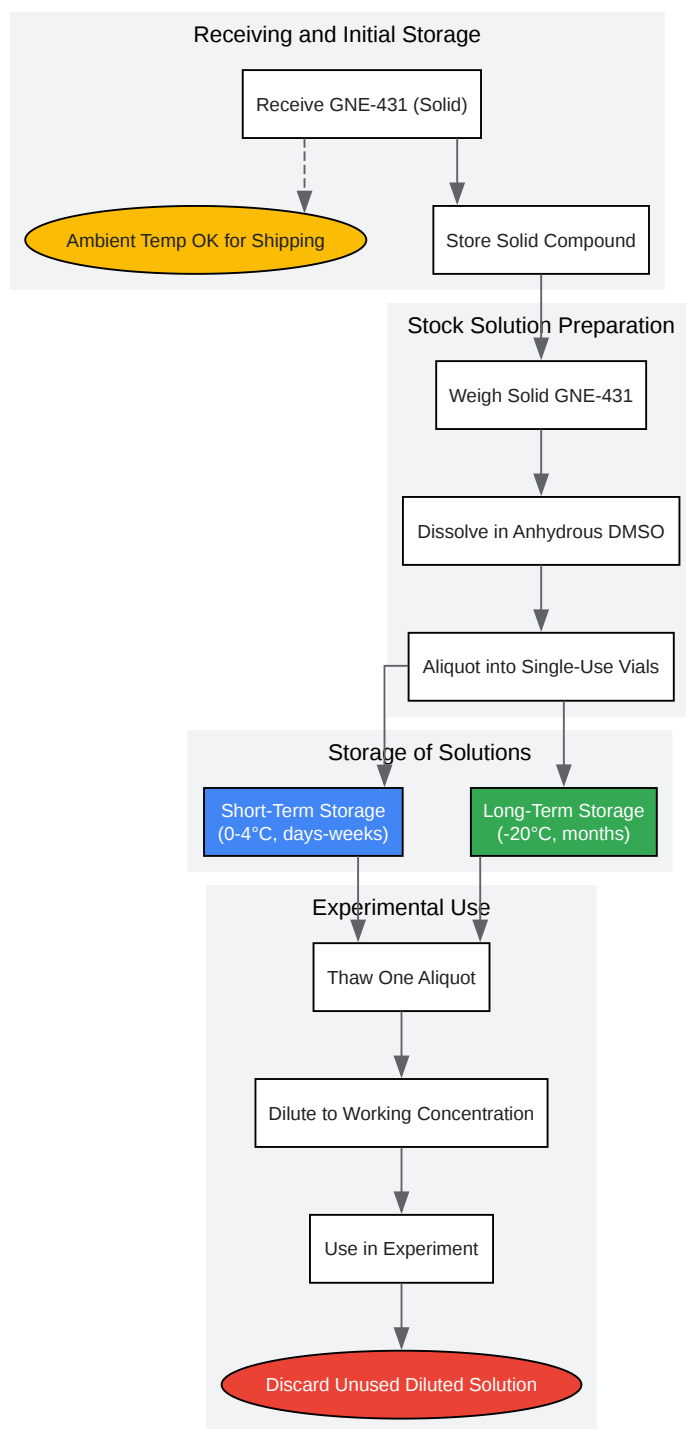 Receiving and Initial Storage
Receive GNE-431 (Solid)
Ambient Temp OK for Shipping
Store Solid Compound
Stock Solution Preparation
Weigh Solid GNE-431
Dissolve in Anhydrous DMSO
Aliquot into Single-Use Vials
Storage of Solutions
Short-Term Storage
(0-4°C, days-weeks)
Long-Term Storage
(-20°C, months)
Experimental Use
Thaw One Aliquot
Dilute to Working Concentration
Use in Experiment
Discard Unused Diluted Solution